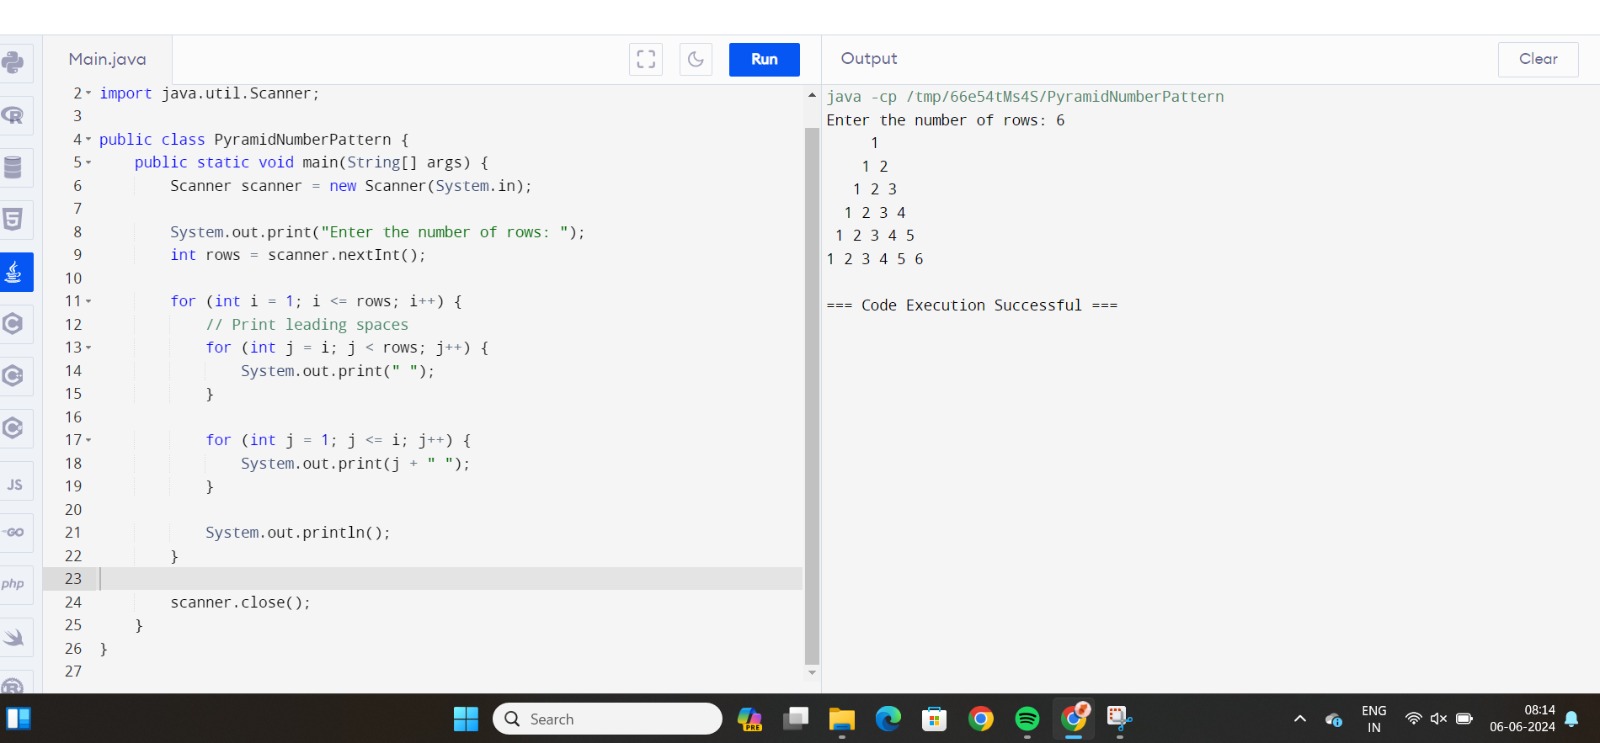 Main.java
Run
Output
Clear
2 import java.util.Scanner;
3
4 public class PyramidNumberPattern {
5     public static void main(String[] args) {
6         Scanner scanner = new Scanner(System.in);
7
8         System.out.print("Enter the number of rows: ");
9         int rows = scanner.nextInt();
10
11         for (int i = 1; i <= rows; i++) {
12             // Print leading spaces
13             for (int j = i; j < rows; j++) {
14                 System.out.print(" ");
15             }
16
17             for (int j = 1; j <= i; j++) {
18                 System.out.print(j + " ");
19             }
20
21             System.out.println();
22         }
23
24         scanner.close();
25     }
26 }
27
java -cp /tmp/66e54tMs4S/PyramidNumberPattern
Enter the number of rows: 6
     1
    1 2
   1 2 3
  1 2 3 4
 1 2 3 4 5
1 2 3 4 5 6
=== Code Execution Successful ===
JS
GO
php
Search
PRE
ENG
IN
08:14
06-06-2024